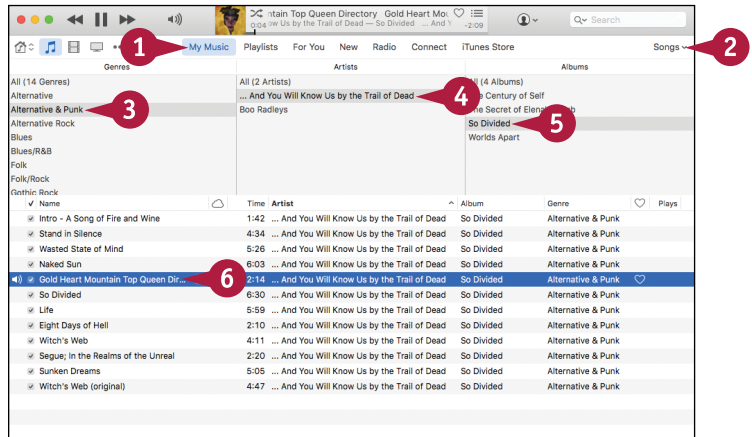 ntain Top Queen Directory Gold Heart Mou
0:04 ow Us by the Trail of Dead — So Divided ... And Y -2:09
Search
1
2
My Music Playlists For You New Radio Connect iTunes Store Songs
Genres Artists Albums
All (14 Genres) All (2 Artists) All (4 Albums)
Alternative ... And You Will Know Us by the Trail of Dead Century of Self
3
4
Alternative & Punk Boo Radleys The Secret of Elena
Alternative Rock So Divided
5
Blues Worlds Apart
Blues/R&B
Folk
Folk/Rock
Gothic Rock
Name Time Artist Album Genre Plays
Intro - A Song of Fire and Wine 1:42 ... And You Will Know Us by the Trail of Dead So Divided Alternative & Punk
Stand in Silence 4:34 ... And You Will Know Us by the Trail of Dead So Divided Alternative & Punk
Wasted State of Mind 5:26 ... And You Will Know Us by the Trail of Dead So Divided Alternative & Punk
Naked Sun 6:03 ... And You Will Know Us by the Trail of Dead So Divided Alternative & Punk
Gold Heart Mountain Top Queen Dir... 2:14 ... And You Will Know Us by the Trail of Dead So Divided Alternative & Punk
6
So Divided 6:30 ... And You Will Know Us by the Trail of Dead So Divided Alternative & Punk
Life 5:59 ... And You Will Know Us by the Trail of Dead So Divided Alternative & Punk
Eight Days of Hell 2:10 ... And You Will Know Us by the Trail of Dead So Divided Alternative & Punk
Witch's Web 4:11 ... And You Will Know Us by the Trail of Dead So Divided Alternative & Punk
Segue; In the Realms of the Unreal 2:20 ... And You Will Know Us by the Trail of Dead So Divided Alternative & Punk
Sunken Dreams 5:05 ... And You Will Know Us by the Trail of Dead So Divided Alternative & Punk
Witch's Web (original) 4:47 ... And You Will Know Us by the Trail of Dead So Divided Alternative & Punk